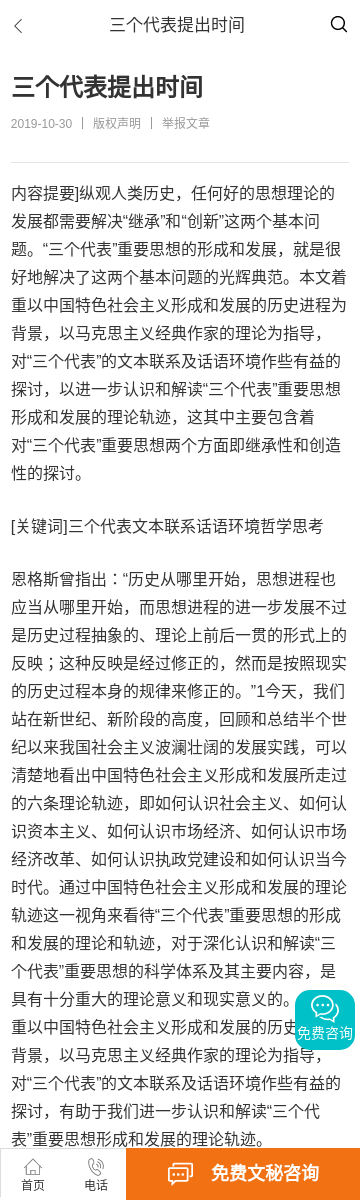 三个代表提出时间
三个代表提出时间
2019-10-30 | 版权声明 | 举报文章
内容提要]纵观人类历史，任何好的思想理论的
发展都需要解决“继承”和“创新”这两个基本问
题。“三个代表”重要思想的形成和发展，就是很
好地解决了这两个基本问题的光辉典范。本文着
重以中国特色社会主义形成和发展的历史进程为
背景，以马克思主义经典作家的理论为指导，
对“三个代表”的文本联系及话语环境作些有益的
探讨，以进一步认识和解读“三个代表”重要思想
形成和发展的理论轨迹，这其中主要包含着
对“三个代表”重要思想两个方面即继承性和创造
性的探讨。
[关键词]三个代表文本联系话语环境哲学思考
恩格斯曾指出：“历史从哪里开始，思想进程也
应当从哪里开始，而思想进程的进一步发展不过
是历史过程抽象的、理论上前后一贯的形式上的
反映；这种反映是经过修正的，然而是按照现实
的历史过程本身的规律来修正的。”1今天，我们
站在新世纪、新阶段的高度，回顾和总结半个世
纪以来我国社会主义波澜壮阔的发展实践，可以
清楚地看出中国特色社会主义形成和发展所走过
的六条理论轨迹，即如何认识社会主义、如何认
识资本主义、如何认识市场经济、如何认识市场
经济改革、如何认识执政党建设和如何认识当今
时代。通过中国特色社会主义形成和发展的理论
轨迹这一视角来看待“三个代表”重要思想的形成
和发展的理论和轨迹，对于深化认识和解读“三
个代表”重要思想的科学体系及其主要内容，是
具有十分重大的理论意义和现实意义的。
重以中国特色社会主义形成和发展的历史
背景，以马克思主义经典作家的理论为指导，
对“三个代表”的文本联系及话语环境作些有益的
探讨，有助于我们进一步认识和解读“三个代
表”重要思想形成和发展的理论轨迹。
免费咨询
首页
电话
免费文秘咨询